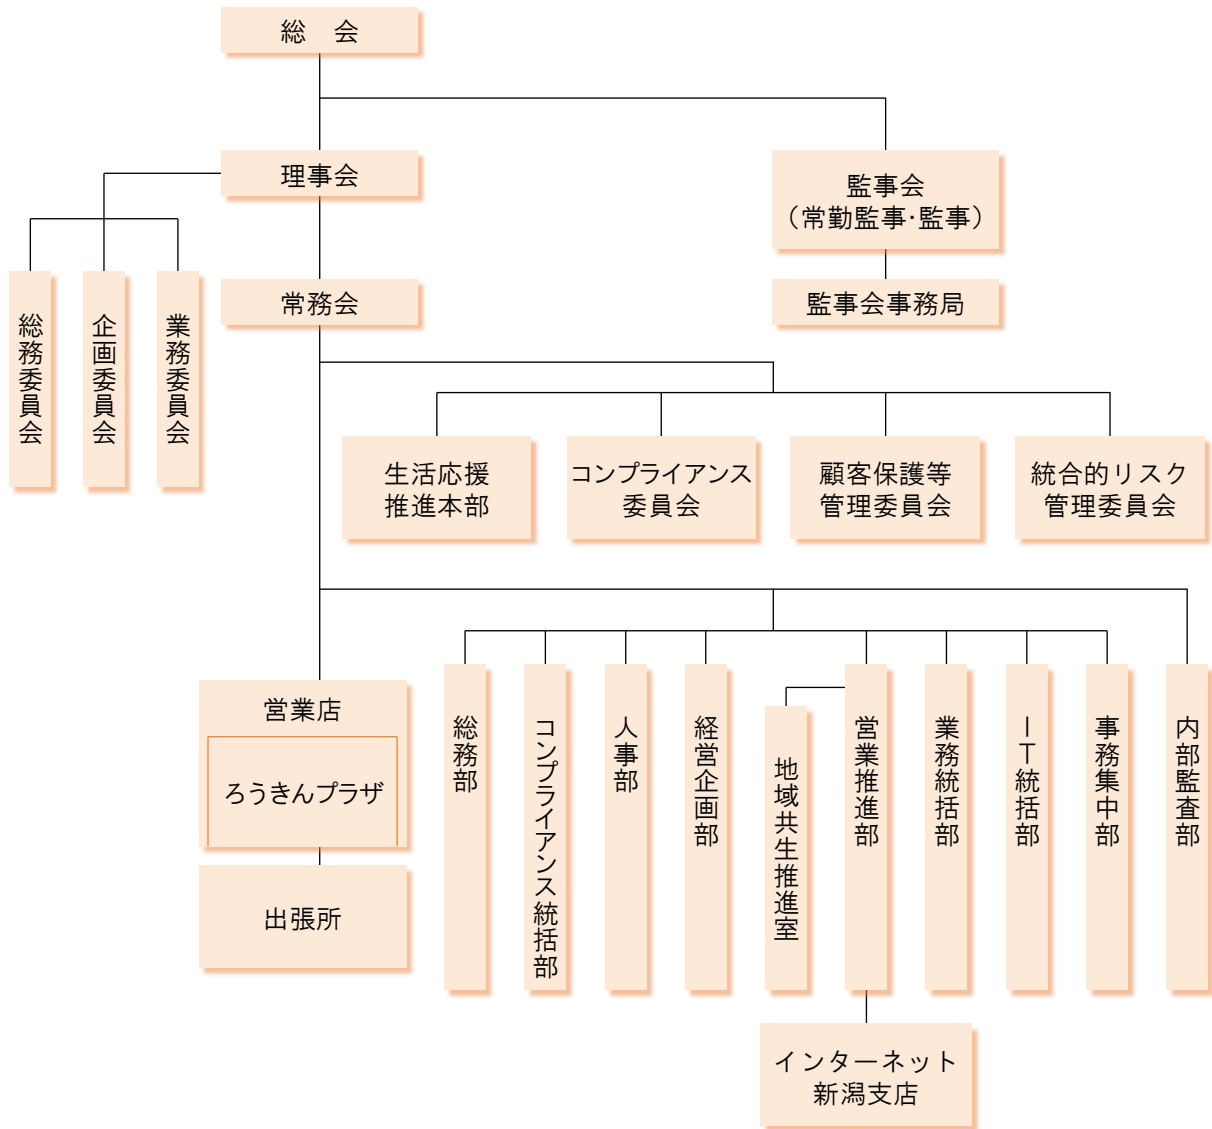 総　会
理事会
監事会
（常勤監事・監事）
常務会
監事会事務局
総務委員会
企画委員会
業務委員会
生活応援
推進本部
コンプライアンス
委員会
顧客保護等
管理委員会
統合的リスク
管理委員会
営業店
ろうきんプラザ
出張所
総務部
コンプライアンス統括部
人事部
経営企画部
地域共生推進室
営業推進部
業務統括部
IT統括部
事務集中部
内部監査部
インターネット
新潟支店